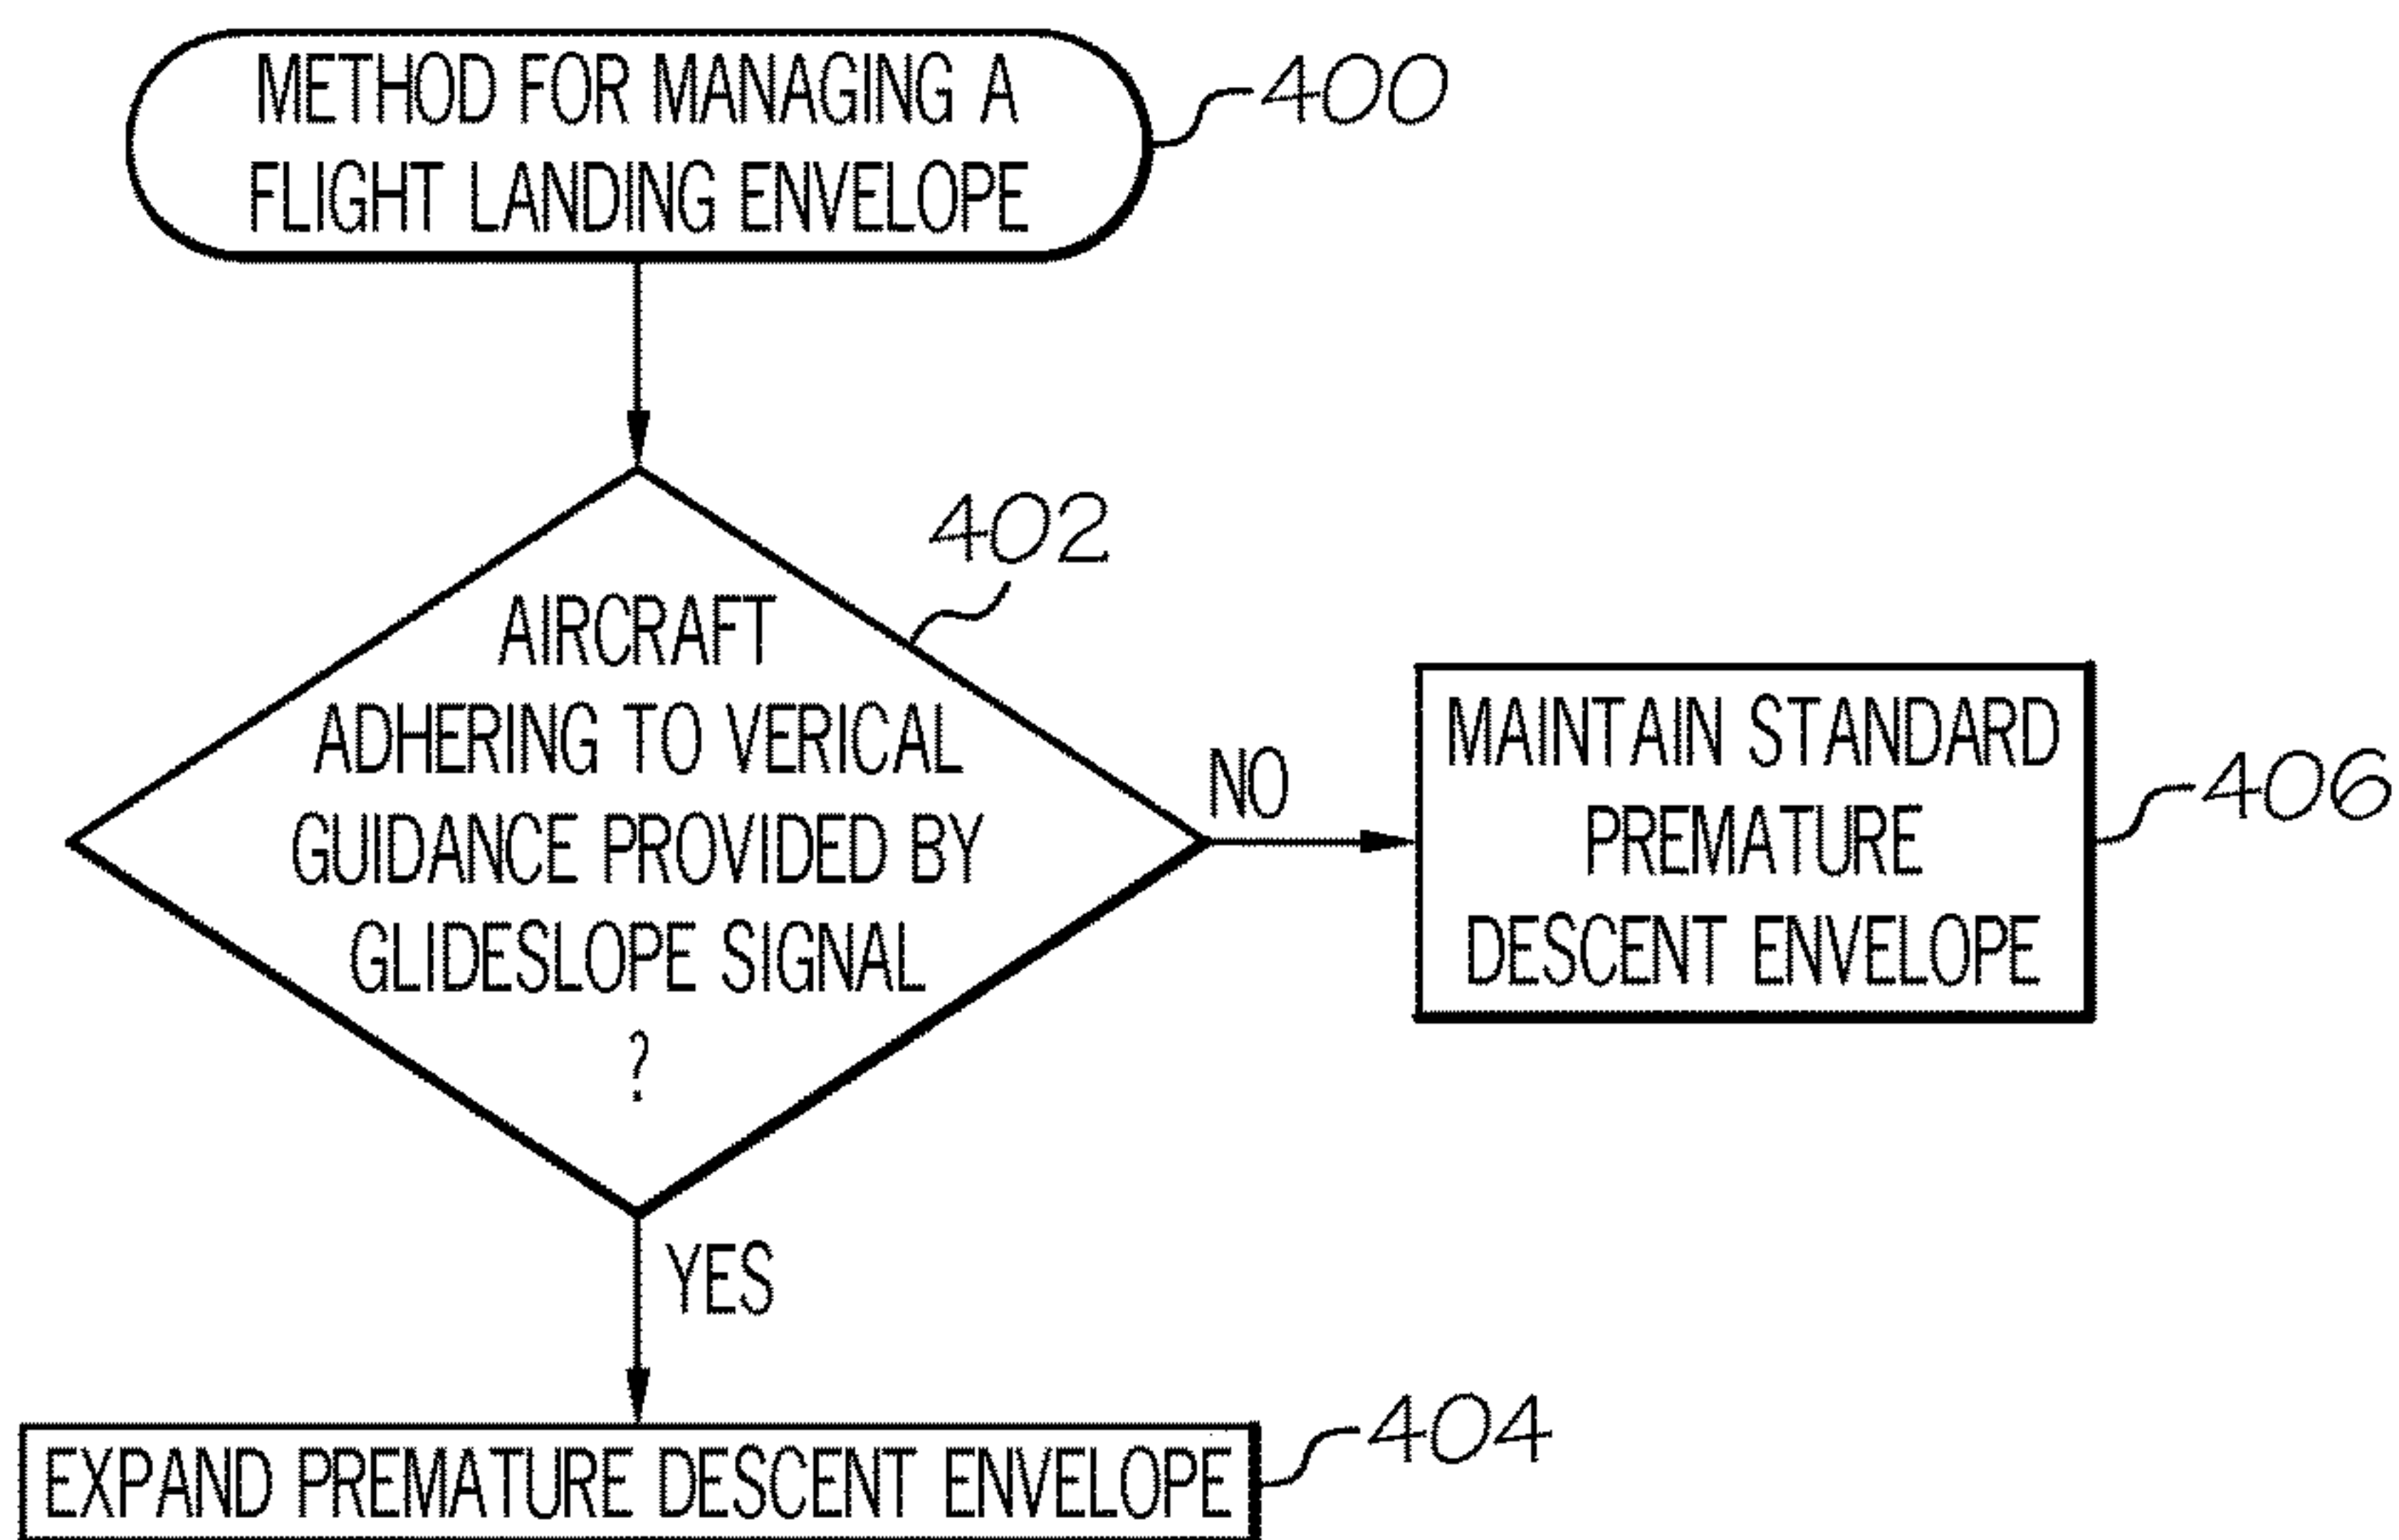 METHOD FOR MANAGING A
FLIGHT LANDING ENVELOPE
400
402
AIRCRAFT
ADHERING TO VERICAL
GUIDANCE PROVIDED BY
GLIDESLOPE SIGNAL
?
NO
MAINTAIN STANDARD
PREMATURE
DESCENT ENVELOPE
406
YES
EXPAND PREMATURE DESCENT ENVELOPE
404